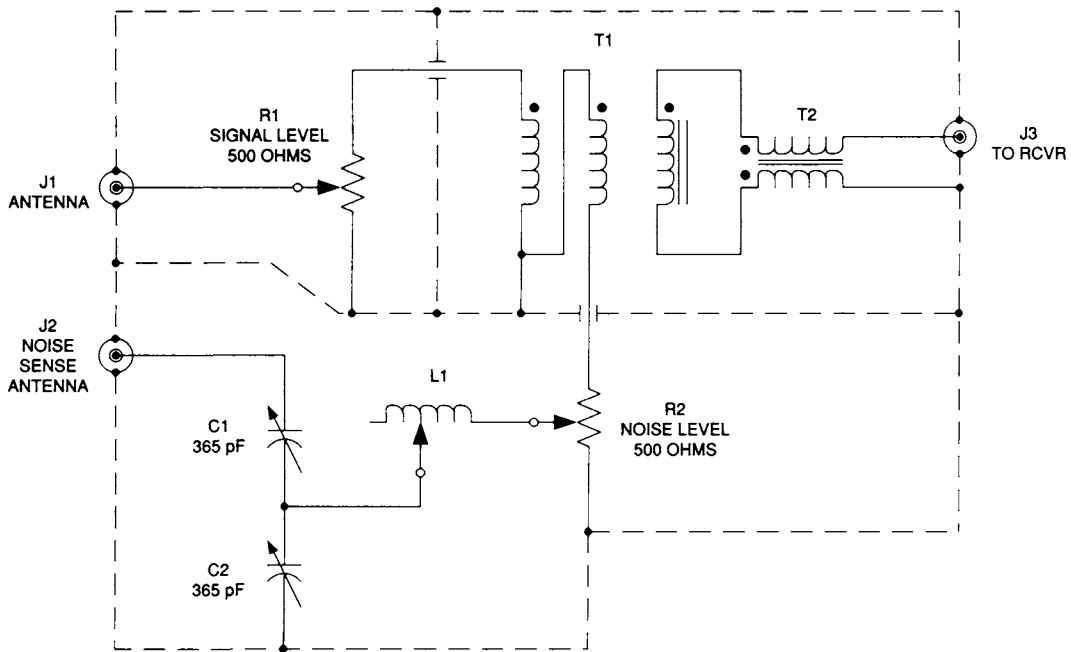 T1
R1
SIGNAL LEVEL
500 OHMS
T2
J3
TO RCVR
J1
ANTENNA
J2
NOISE
SENSE
ANTENNA
L1
R2
NOISE LEVEL
500 OHMS
C1
365 pF
C2
365 pF